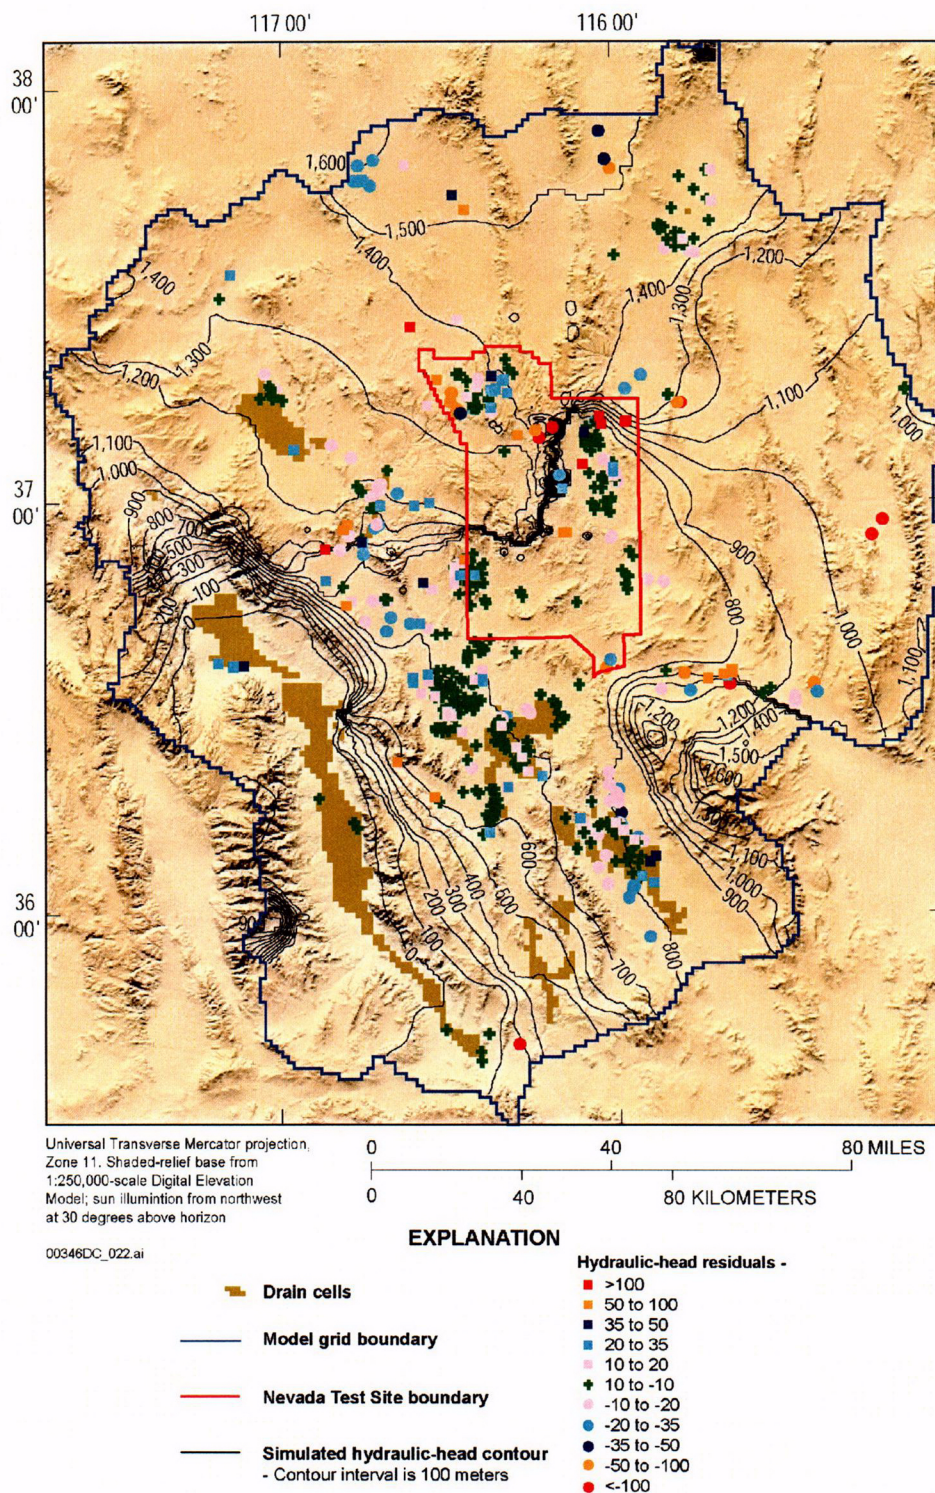 117 00' 116 00'
38
00'
1,600
1,500
1,400
1,400
1,200
1,400
1,300
1,300
1,200
1,100
1,000
1,100
1,000
900
800
700
500
300
100
0
37
00'
900
800
1,000
1,100
1,200
1,200
1,400
1,500
1,600
1,100
1,000
900
800
600
400
300
200
100
0
500
700
36
00'
Universal Transverse Mercator projection,
Zone 11. Shaded-relief base from
1:250,000-scale Digital Elevation
Model; sun illumintion from northwest
at 30 degrees above horizon
00346DC_022.ai
0 40 80 MILES
0 40 80 KILOMETERS
EXPLANATION
Drain cells
Model grid boundary
Nevada Test Site boundary
Simulated hydraulic-head contour
- Contour interval is 100 meters
Hydraulic-head residuals -
>100
50 to 100
35 to 50
20 to 35
10 to 20
10 to -10
-10 to -20
-20 to -35
-35 to -50
-50 to -100
<-100